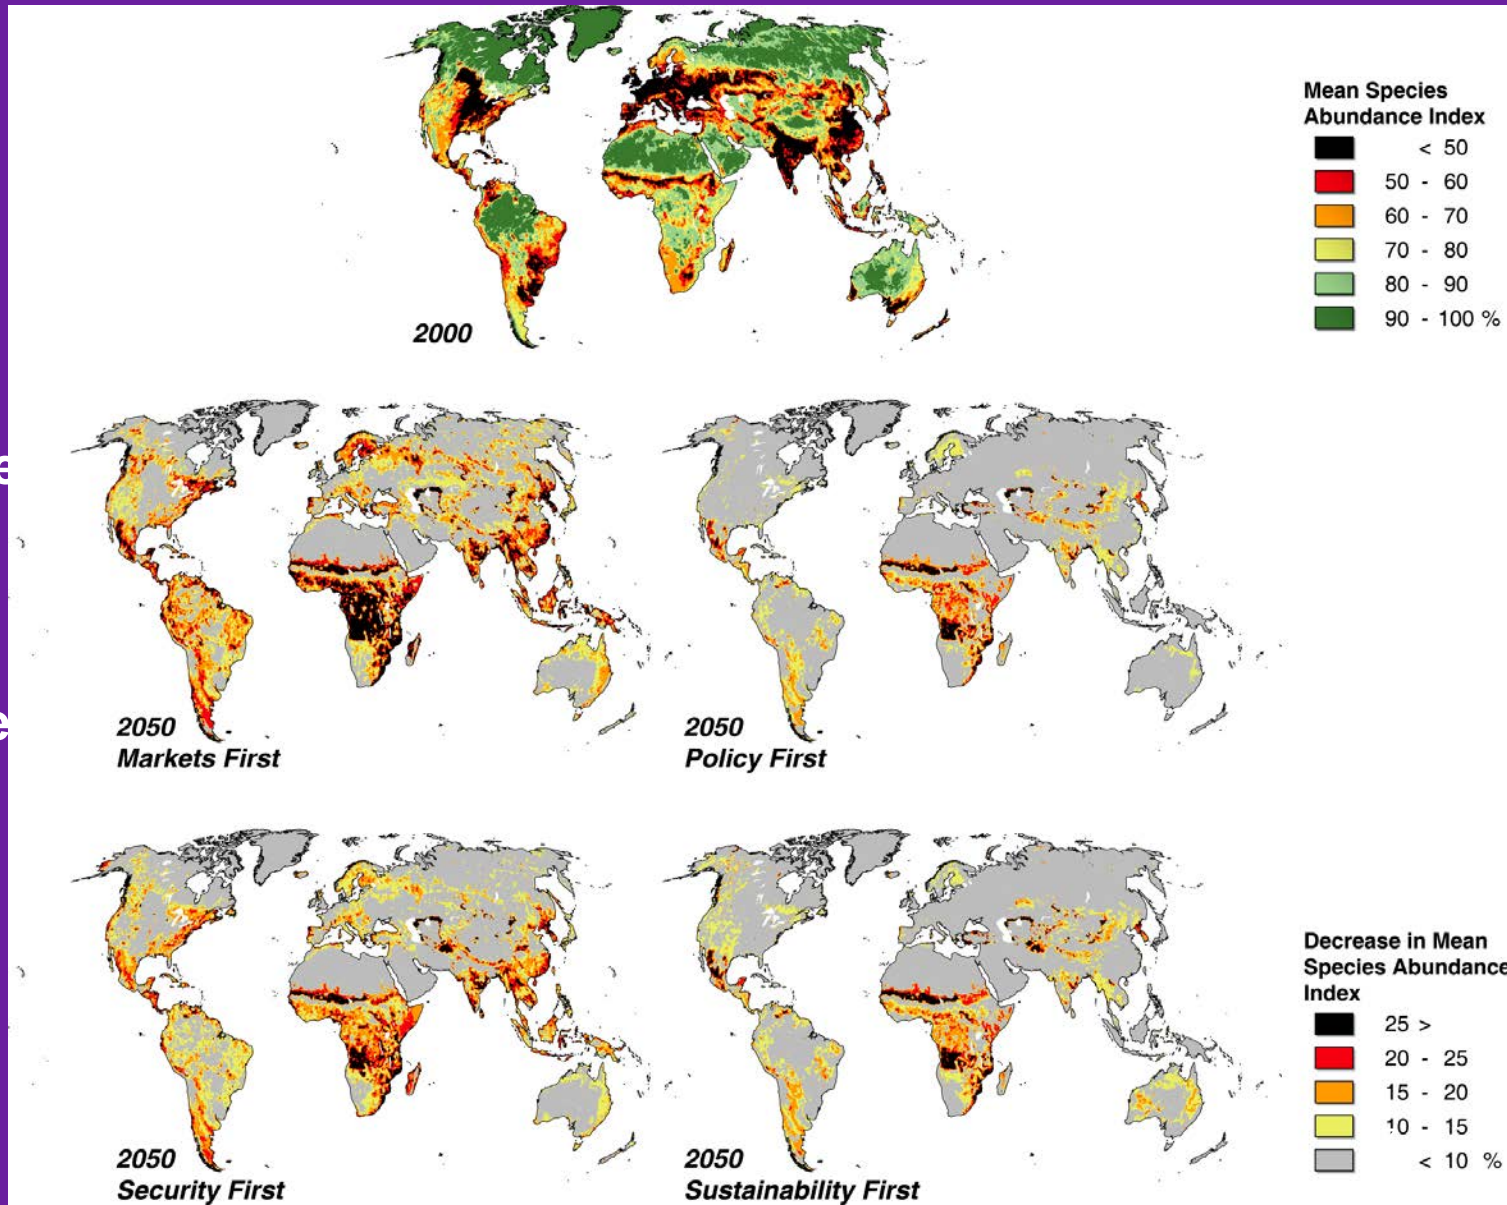 Mean Species
Abundance Index
< 50
50 - 60
60 - 70
70 - 80
80 - 90
90 - 100 %
2000
2050
Markets First
2050
Policy First
2050
Security First
2050
Sustainability First
Decrease in Mean
Species Abundance
Index
25 >
20 - 25
15 - 20
10 - 15
< 10 %
e
e